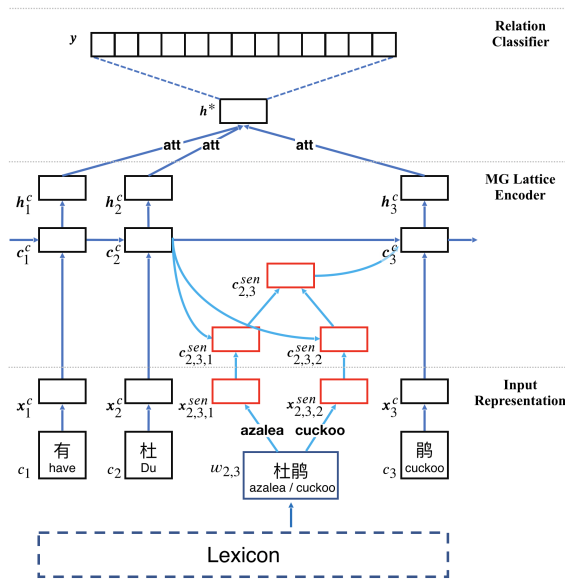 y
Relation
Classifier
h*
att att att
MG Lattice
Encoder
h₁ᶜ h₂ᶜ h₃ᶜ
c₁ᶜ c₂ᶜ c₃ᶜ
c₂,₃ˢᵉⁿ
c₂,₃,₁ˢᵉⁿ c₂,₃,₂ˢᵉⁿ
Input
Representation
x₁ᶜ x₂ᶜ x₂,₃,₁ˢᵉⁿ x₂,₃,₂ˢᵉⁿ x₃ᶜ
azalea cuckoo
c₁ 有 c₂ 杜 w₂,₃ 杜鹃 c₃ 鹃
have Du azalea / cuckoo cuckoo
Lexicon